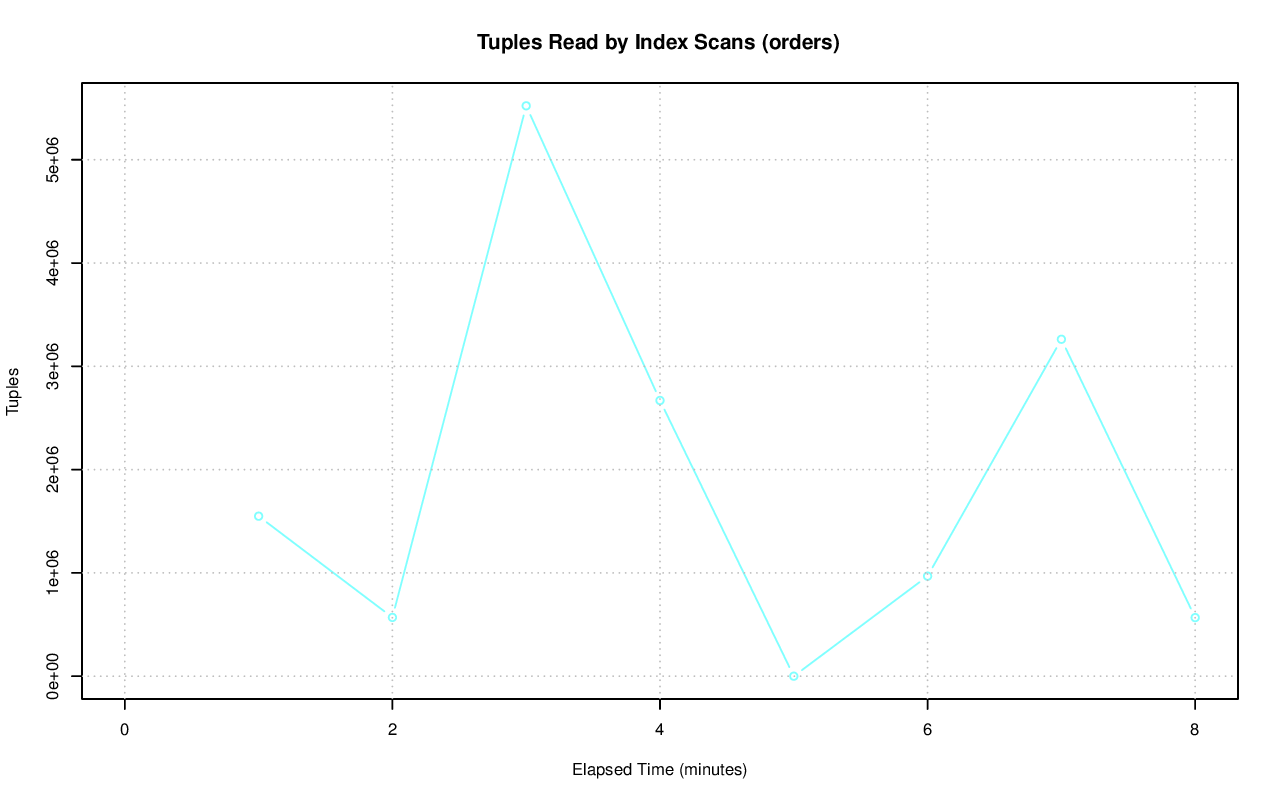 Tuples Read by Index Scans (orders)
5e+06
4e+06
3e+06
2e+06
1e+06
0e+00
Tuples
0 2 4 6 8
Elapsed Time (minutes)